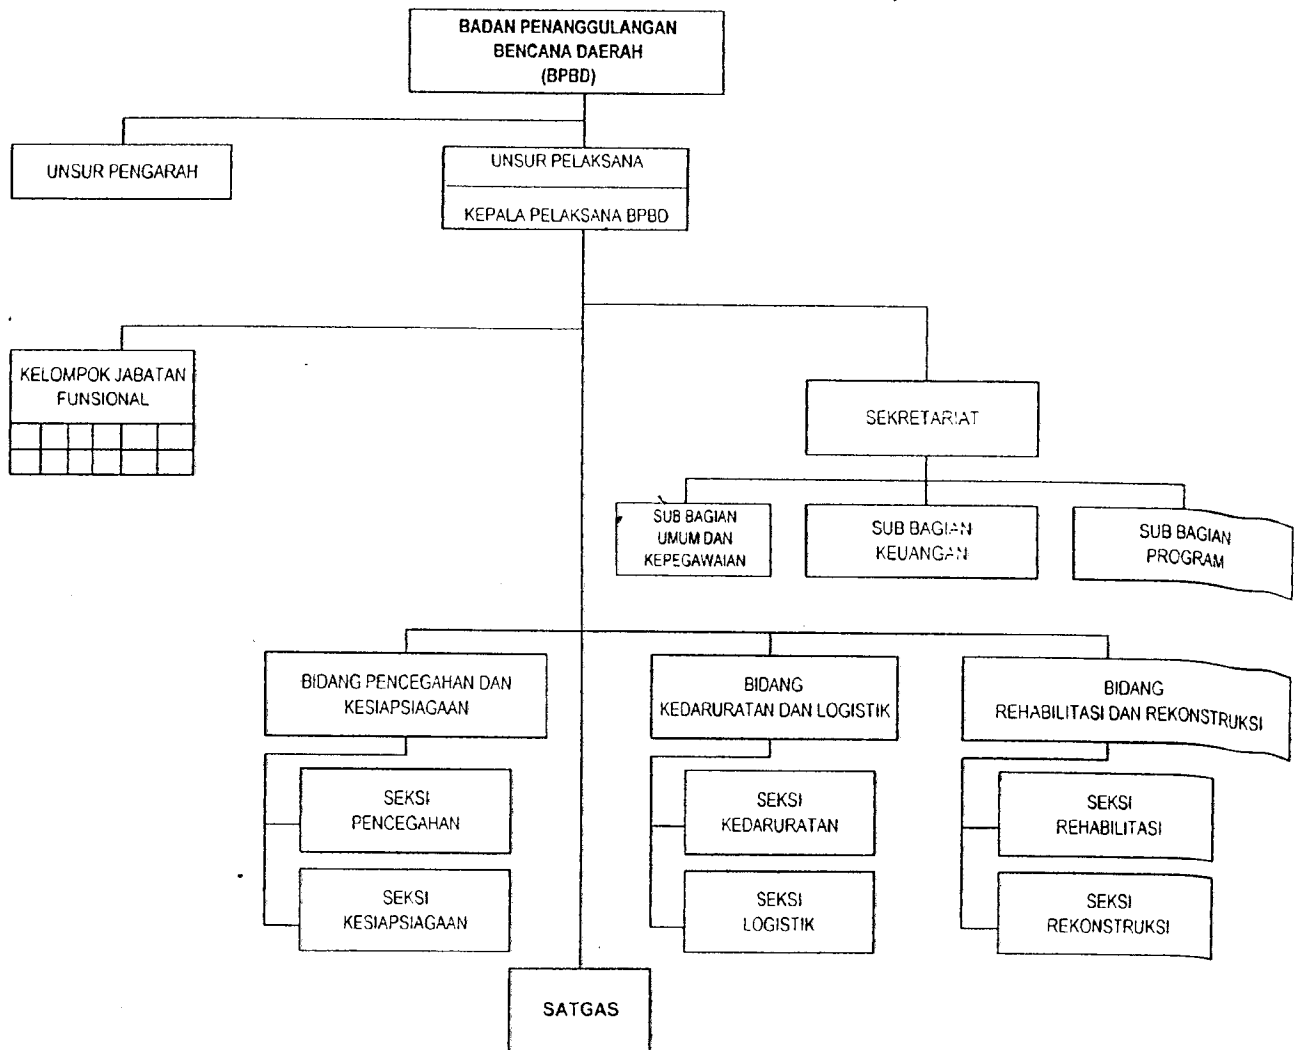 BADAN PENANGGULANGAN
BENCANA DAERAH
(BPBD)
UNSUR PENGARAH
UNSUR PELAKSANA
KEPALA PELAKSANA BPBD
KELOMPOK JABATAN
FUNSIONAL
SEKRETARIAT
SUB BAGIAN
UMUM DAN
KEPEGAWAIAN
SUB BAGIAN
KEUANGAN
SUB BAGIAN
PROGRAM
BIDANG PENCEGAHAN DAN
KESIAPSIAGAAN
BIDANG
KEDARURATAN DAN LOGISTIK
BIDANG
REHABILITASI DAN REKONSTRUKSI
SEKSI
PENCEGAHAN
SEKSI
KEDARURATAN
SEKSI
REHABILITASI
SEKSI
KESIAPSIAGAAN
SEKSI
LOGISTIK
SEKSI
REKONSTRUKSI
SATGAS